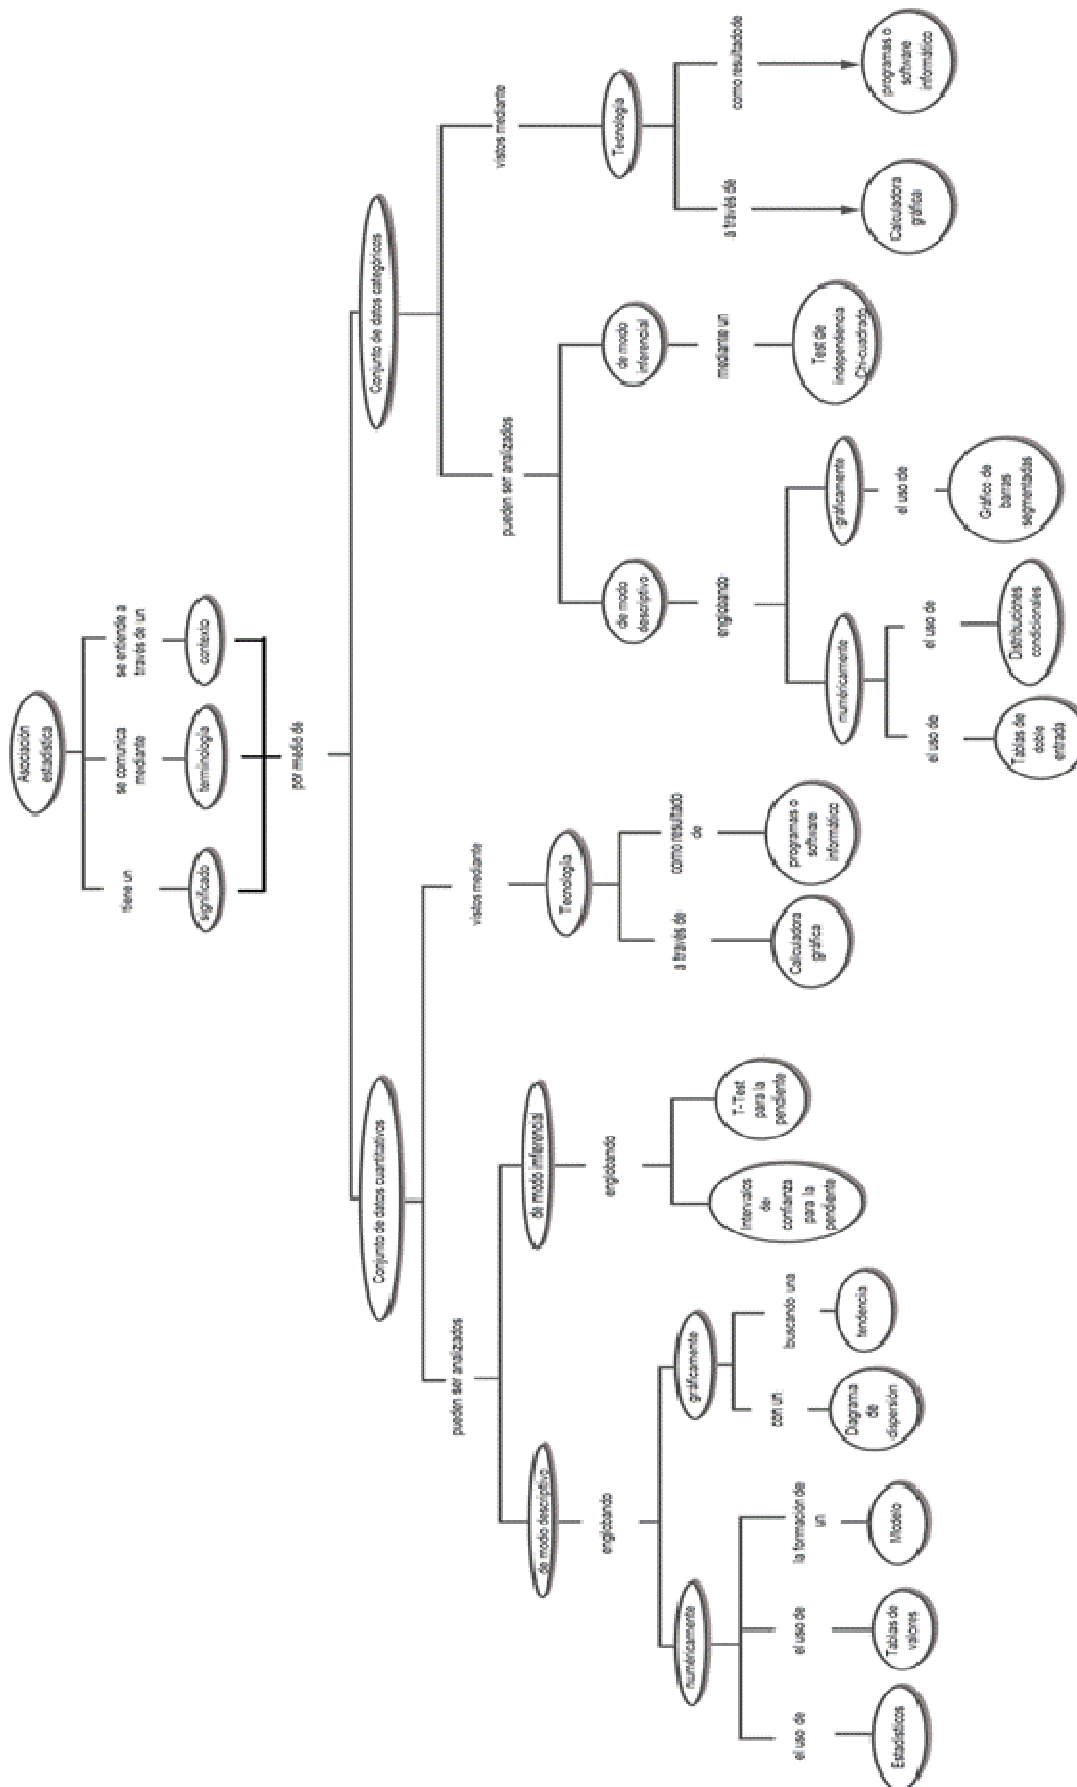 Asociación
estadística
tiene un
se comunica
mediante
se entiende a
través de un
significado
terminología
contexto
por medio de
Conjunto de datos cuantitativos
Conjunto de datos categóricos
pueden ser analizados
vistos mediante
pueden ser analizados
vistos mediante
de modo descriptivo
de modo inferencial
Tecnología
de modo
descriptivo
de modo
inferencial
Tecnología
englobando
englobando
a través de
como resultado
de
englobando
mediante un
a través de
como resultado de
numéricamente
gráficamente
Intervalos
de
confianza
para la
pendiente
T-Test
para la
pendiente
Calculadora
gráfica
programas o
software
informático
numéricamente
gráficamente
Test de
independencia
Chi-cuadrado
Calculadora
gráfica
programas o
software
informático
el uso de
el uso de
la formación de
un
con un
buscando una
el uso de
el uso de
el uso de
Estadísticos
Tablas de
valores
Modelo
Diagrama
de
dispersión
tendencia
Tablas de
doble
entrada
Distribuciones
condicionales
Gráfico de
barras
segmentadas